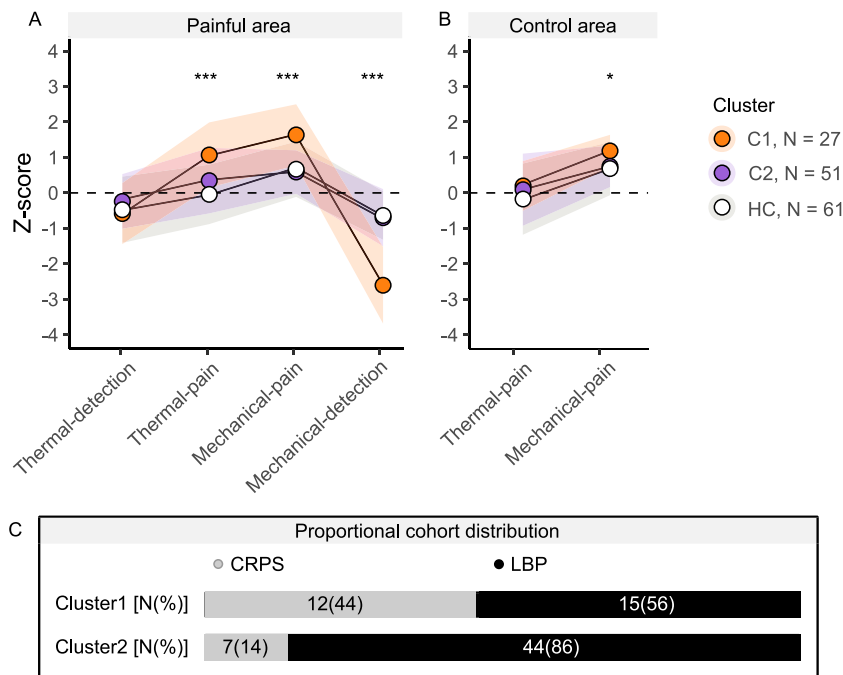 A
Painful area
B
Control area
4
3
2
1
0
-1
-2
-3
-4
Z-score
***
***
***
Thermal-detection
Thermal-pain
Mechanical-pain
Mechanical-detection
4
3
2
1
0
-1
-2
-3
-4
*
Thermal-pain
Mechanical-pain
Cluster
C1, N = 27
C2, N = 51
HC, N = 61
C
Proportional cohort distribution
CRPS
LBP
Cluster1 [N(%)]
12(44)
15(56)
Cluster2 [N(%)]
7(14)
44(86)